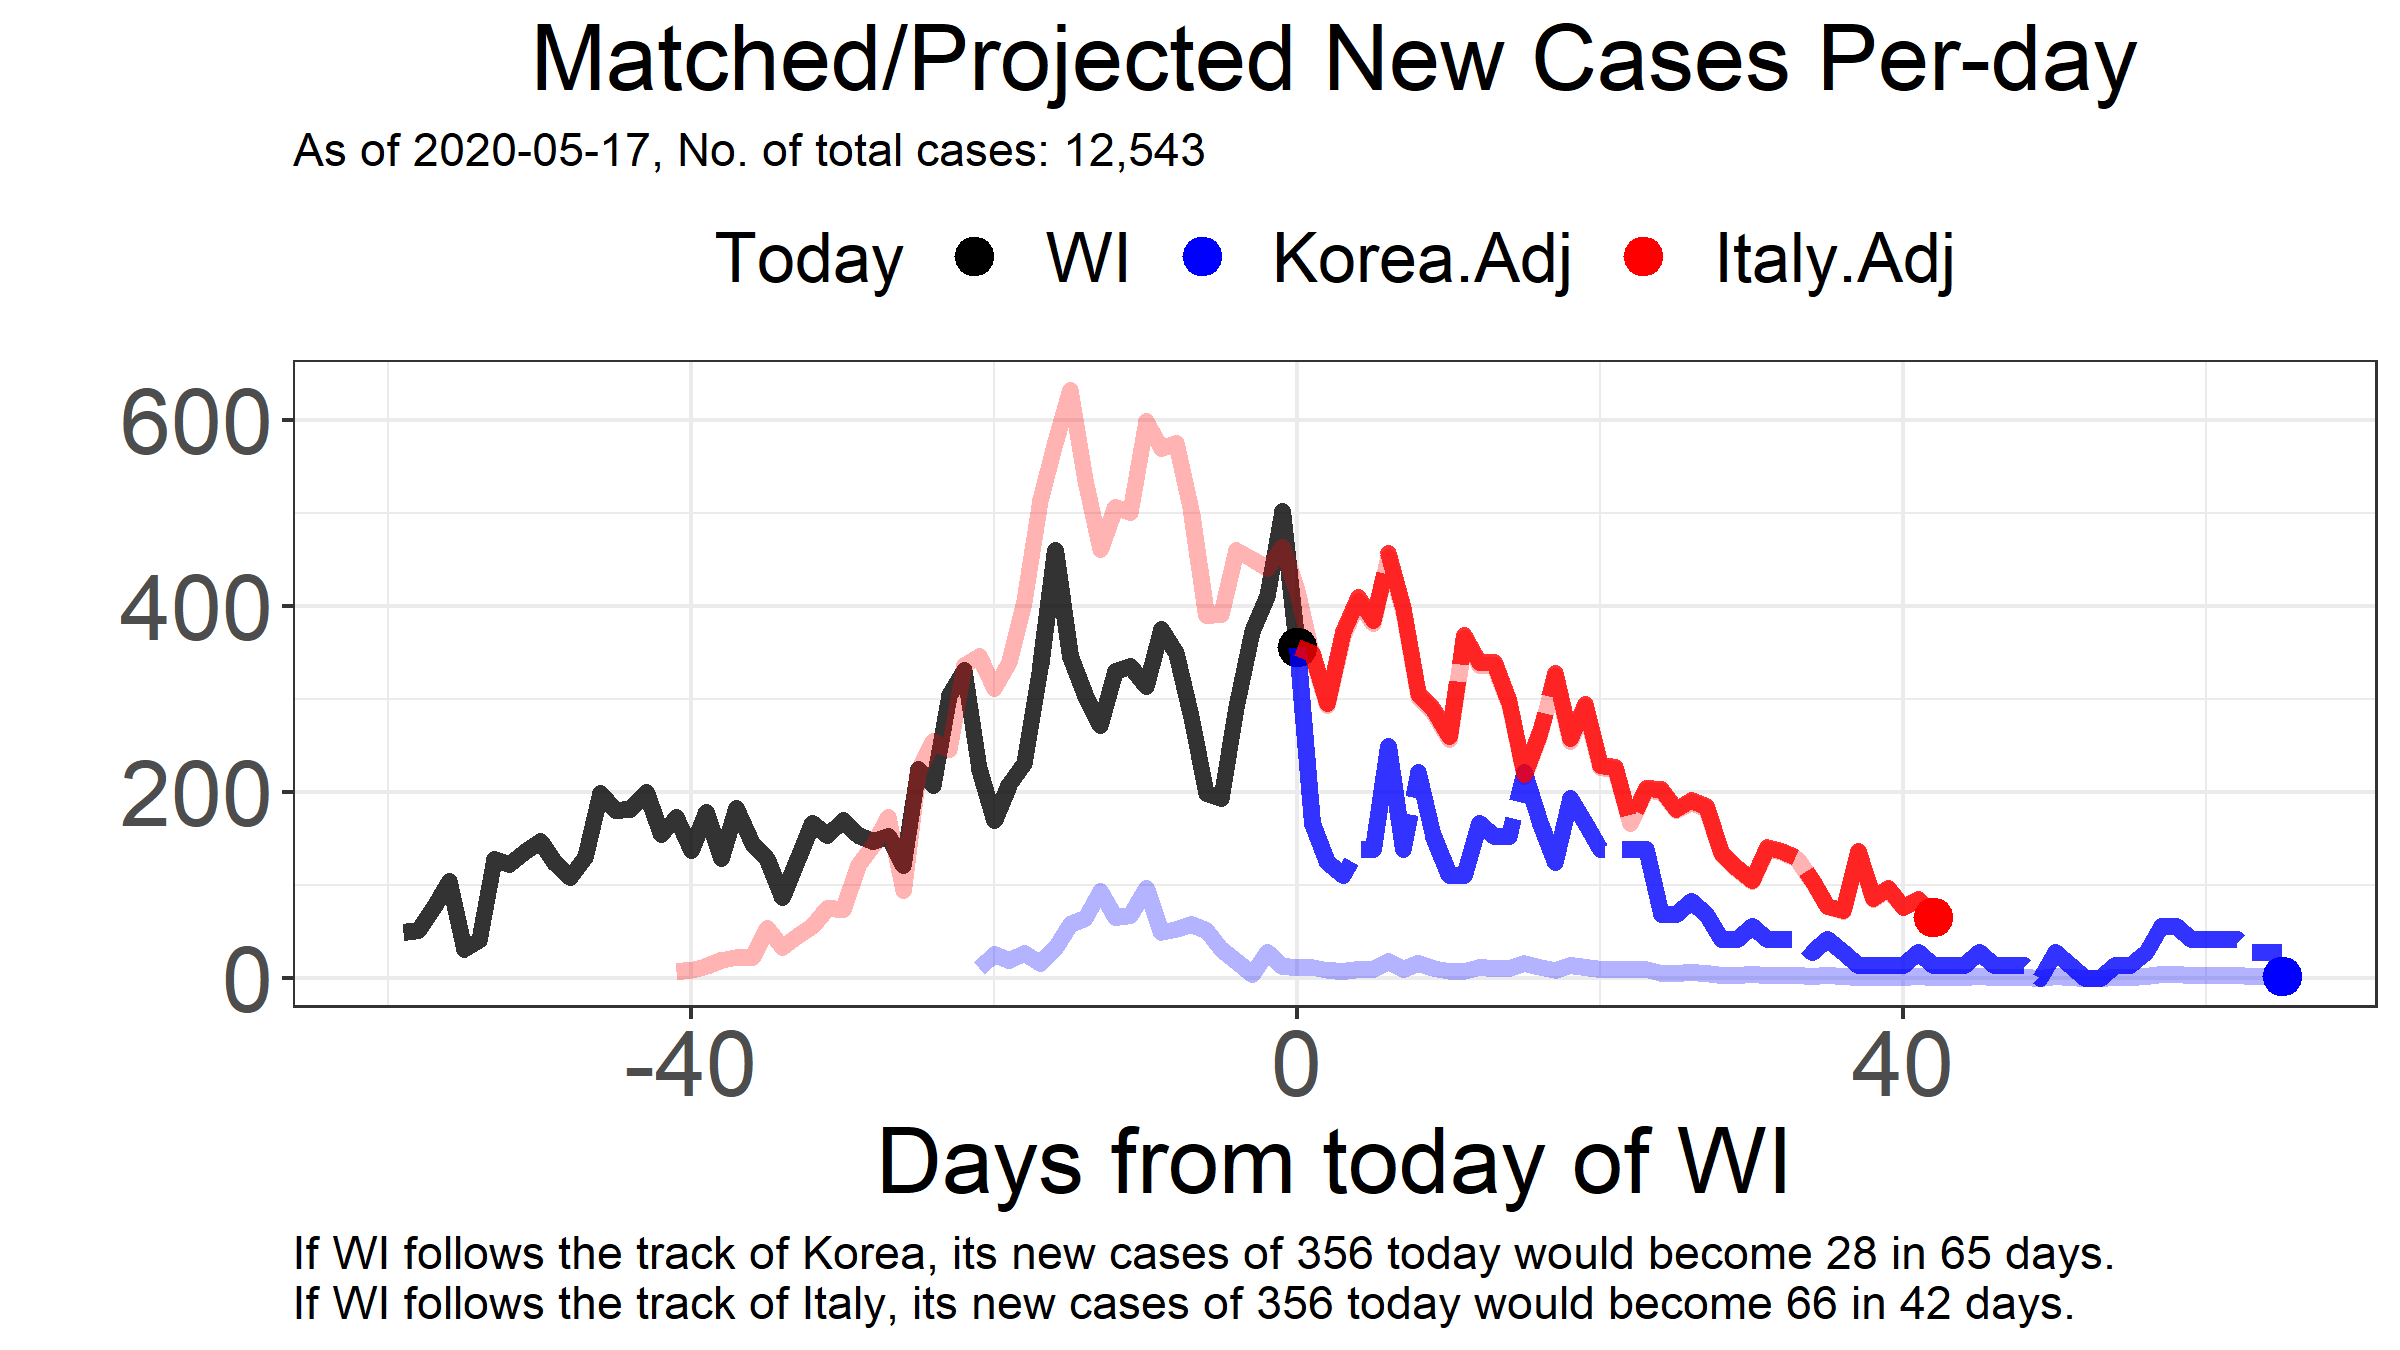 Matched/Projected New Cases Per-day
As of 2020-05-17, No. of total cases: 12,543
Today WI Korea.Adj Italy.Adj
600
400
200
0
-40 0 40
Days from today of WI
If WI follows the track of Korea, its new cases of 356 today would become 28 in 65 days.
If WI follows the track of Italy, its new cases of 356 today would become 66 in 42 days.